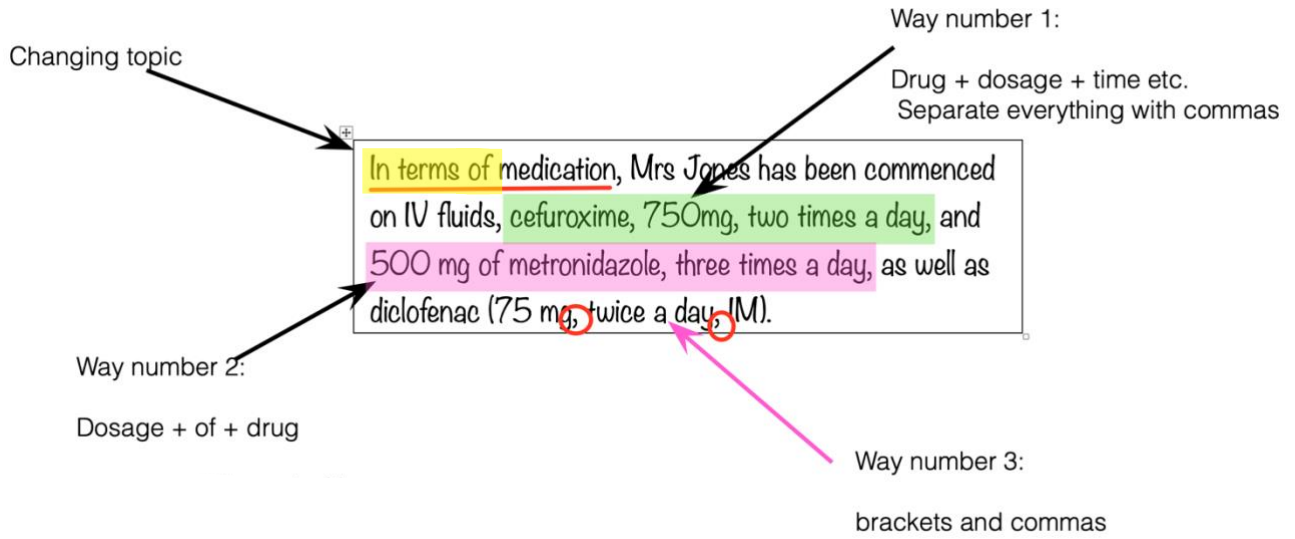 Way number 1:
Changing topic
Drug + dosage + time etc.
Separate everything with commas
In terms of medication, Mrs Jones has been commenced
on IV fluids, cefuroxime, 750mg, two times a day, and
500 mg of metronidazole, three times a day, as well as
diclofenac (75 mg, twice a day, IM).
Way number 2:
Dosage + of + drug
Way number 3:
brackets and commas